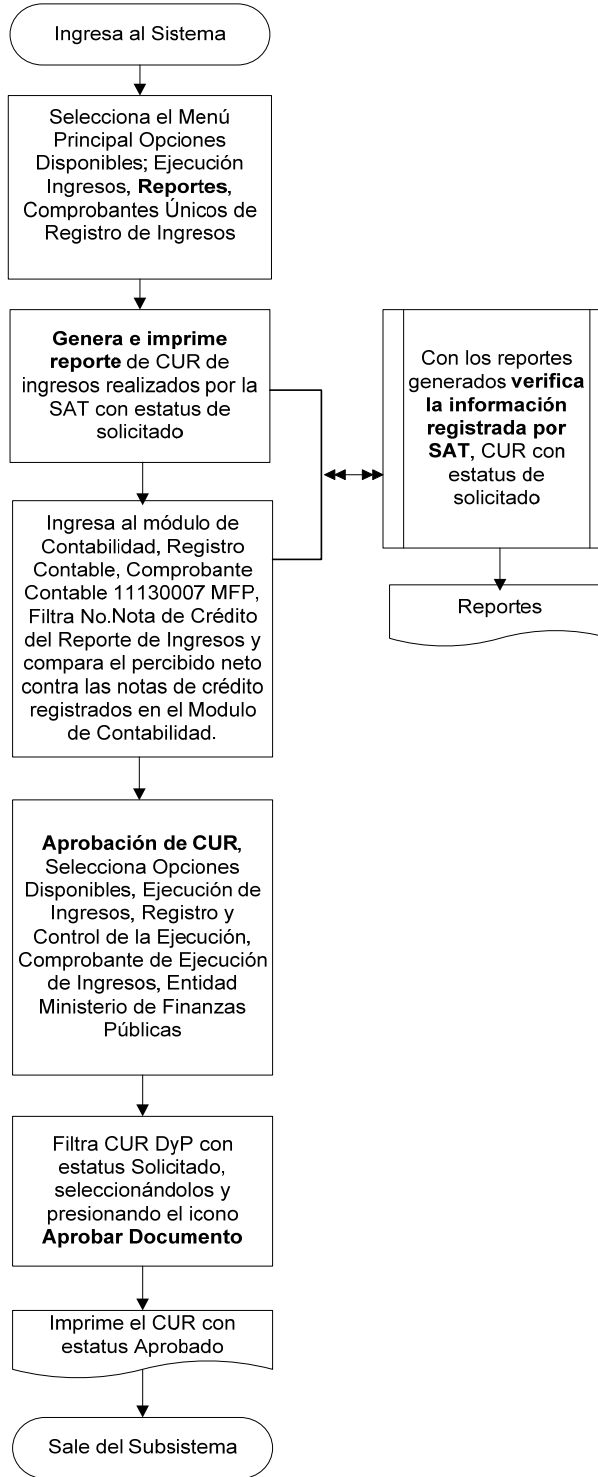 Ingresa al Sistema
Selecciona el Menú
Principal Opciones
Disponibles; Ejecución
Ingresos, Reportes,
Comprobantes Únicos de
Registro de Ingresos
Genera e imprime
reporte de CUR de
ingresos realizados por la
SAT con estatus de
solicitado
Con los reportes
generados verifica
la información
registrada por
SAT, CUR con
estatus de
solicitado
Reportes
Ingresa al módulo de
Contabilidad, Registro
Contable, Comprobante
Contable 11130007 MFP,
Filtra No.Nota de Crédito
del Reporte de Ingresos y
compara el percibido neto
contra las notas de crédito
registrados en el Modulo
de Contabilidad.
Aprobación de CUR,
Selecciona Opciones
Disponibles, Ejecución de
Ingresos, Registro y
Control de la Ejecución,
Comprobante de Ejecución
de Ingresos, Entidad
Ministerio de Finanzas
Públicas
Filtra CUR DyP con
estatus Solicitado,
seleccionándolos y
presionando el icono
Aprobar Documento
Imprime el CUR con
estatus Aprobado
Sale del Subsistema